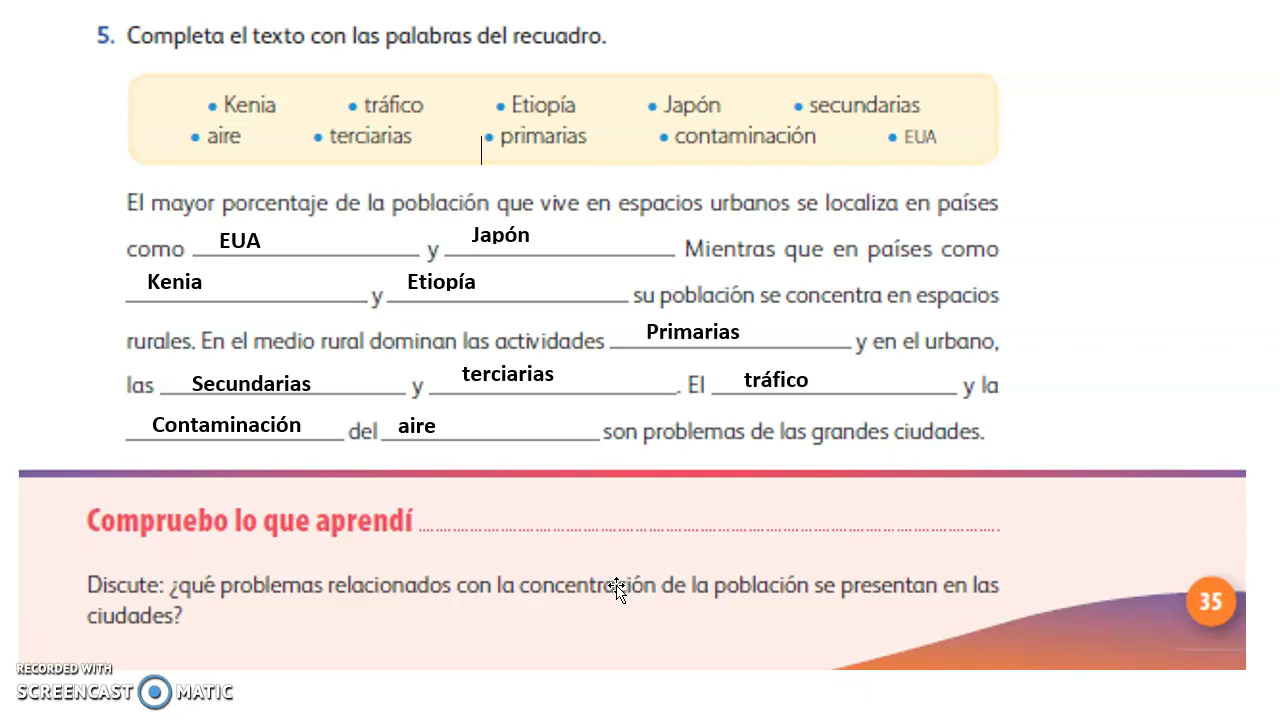 5. Completa el texto con las palabras del recuadro.
• Kenia • tráfico • Etiopía • Japón • secundarias
• aire • terciarias • primarias • contaminación • EUA
El mayor porcentaje de la población que vive en espacios urbanos se localiza en países
como EUA y Japón Mientras que en países como
Kenia y Etiopía su población se concentra en espacios
rurales. En el medio rural dominan las actividades Primarias y en el urbano,
las Secundarias y terciarias. El tráfico y la
Contaminación del aire son problemas de las grandes ciudades.
Compruebo lo que aprendí
Discute: ¿qué problemas relacionados con la concentración de la población se presentan en las
ciudades?
35
RECORDED WITH
SCREENCAST MATIC